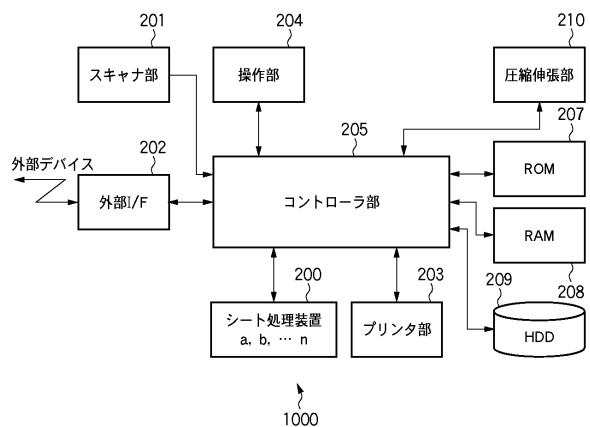 201
204
210
スキャナ部
操作部
圧縮伸張部
202
205
207
外部デバイス
外部I/F
コントローラ部
ROM
RAM
200
203
209
208
シート処理装置
a, b, … n
プリンタ部
HDD
1000